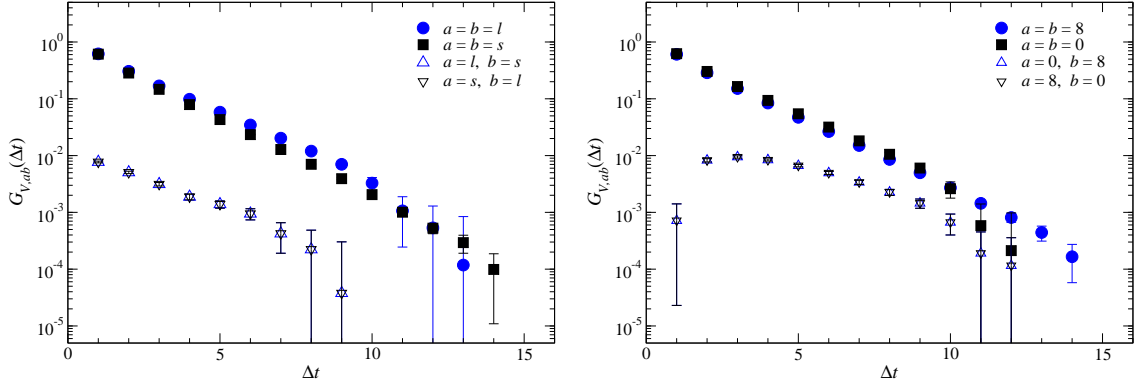 10^0
10^-1
10^-2
10^-3
10^-4
10^-5
G_{V,ab}(Δt)
0 5 10 15
Δt
a = b = l
a = b = s
a = l, b = s
a = s, b = l
10^0
10^-1
10^-2
10^-3
10^-4
10^-5
G_{V,ab}(Δt)
0 5 10 15
Δt
a = b = 8
a = b = 0
a = 0, b = 8
a = 8, b = 0